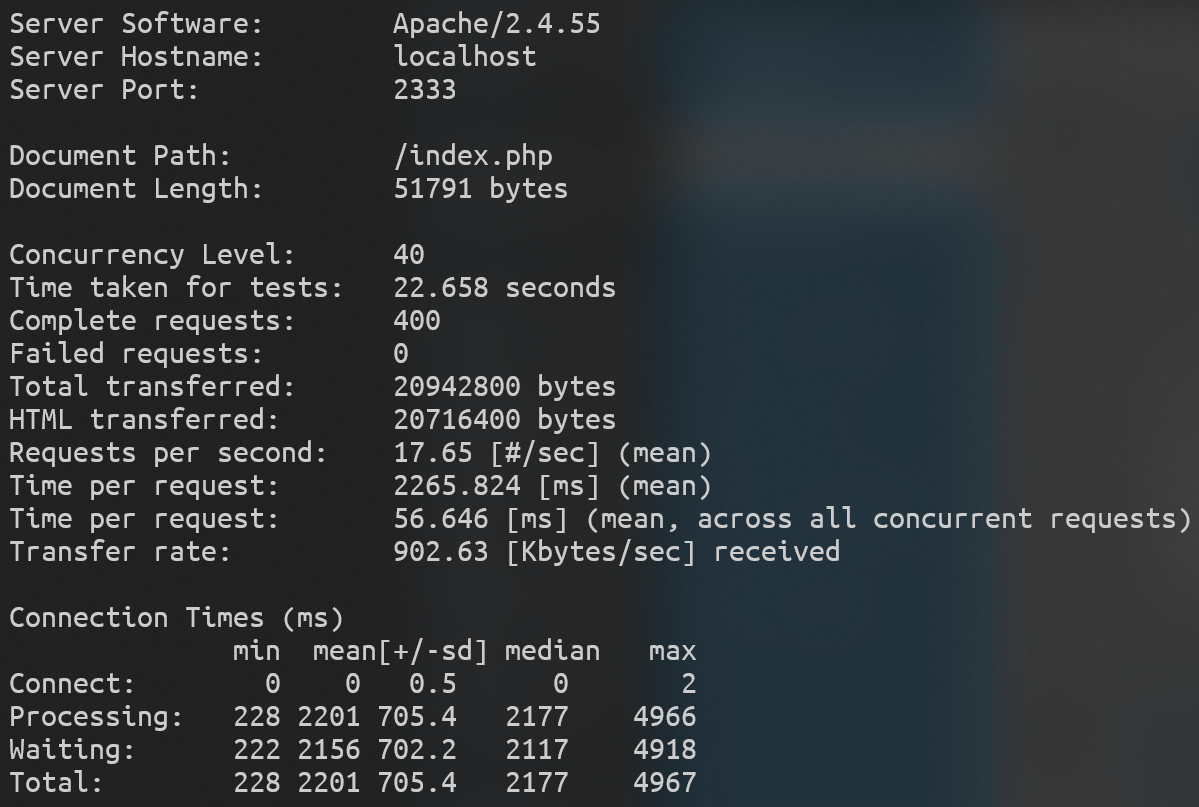 Server Software:        Apache/2.4.55
Server Hostname:        localhost
Server Port:            2333

Document Path:          /index.php
Document Length:        51791 bytes

Concurrency Level:      40
Time taken for tests:   22.658 seconds
Complete requests:      400
Failed requests:        0
Total transferred:      20942800 bytes
HTML transferred:       20716400 bytes
Requests per second:    17.65 [#/sec] (mean)
Time per request:       2265.824 [ms] (mean)
Time per request:       56.646 [ms] (mean, across all concurrent requests)
Transfer rate:          902.63 [Kbytes/sec] received

Connection Times (ms)
              min  mean[+/-sd] median   max
Connect:        0    0   0.5      0       2
Processing:   228 2201 705.4   2177    4966
Waiting:      222 2156 702.2   2117    4918
Total:        228 2201 705.4   2177    4967